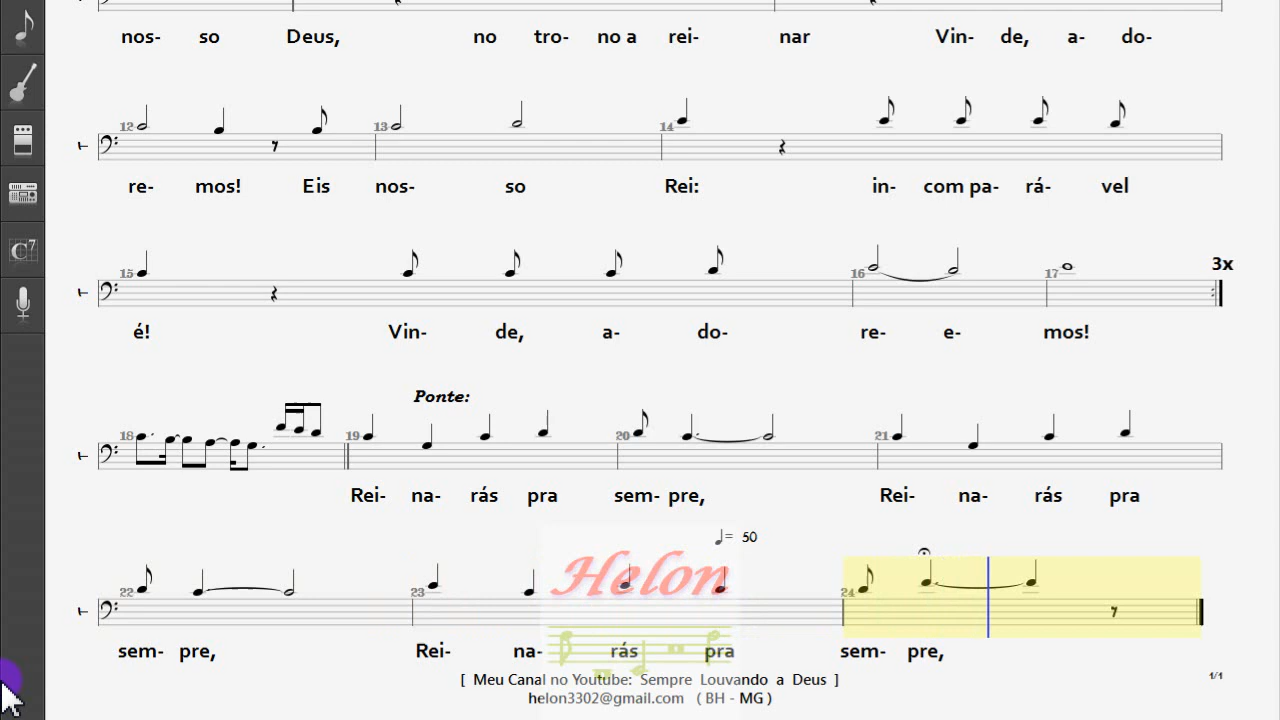 nos- so Deus, no tro- no a rei- nar Vin- de, a- do-
12 13 14
re- mos! Eis nos- so Rei: in- com pa- rá- vel
15 16 17 3x
é! Vin- de, a- do- re- e- mos!
Ponte:
18 19 20 21
Rei- na- rás pra sem- pre, Rei- na- rás pra
= 50
Helon
22 23 24
sem- pre, Rei- na- rás pra sem- pre,
[ Meu Canal no Youtube: Sempre Louvando a Deus ]
1/1
helon3302@gmail.com ( BH - MG )
C7